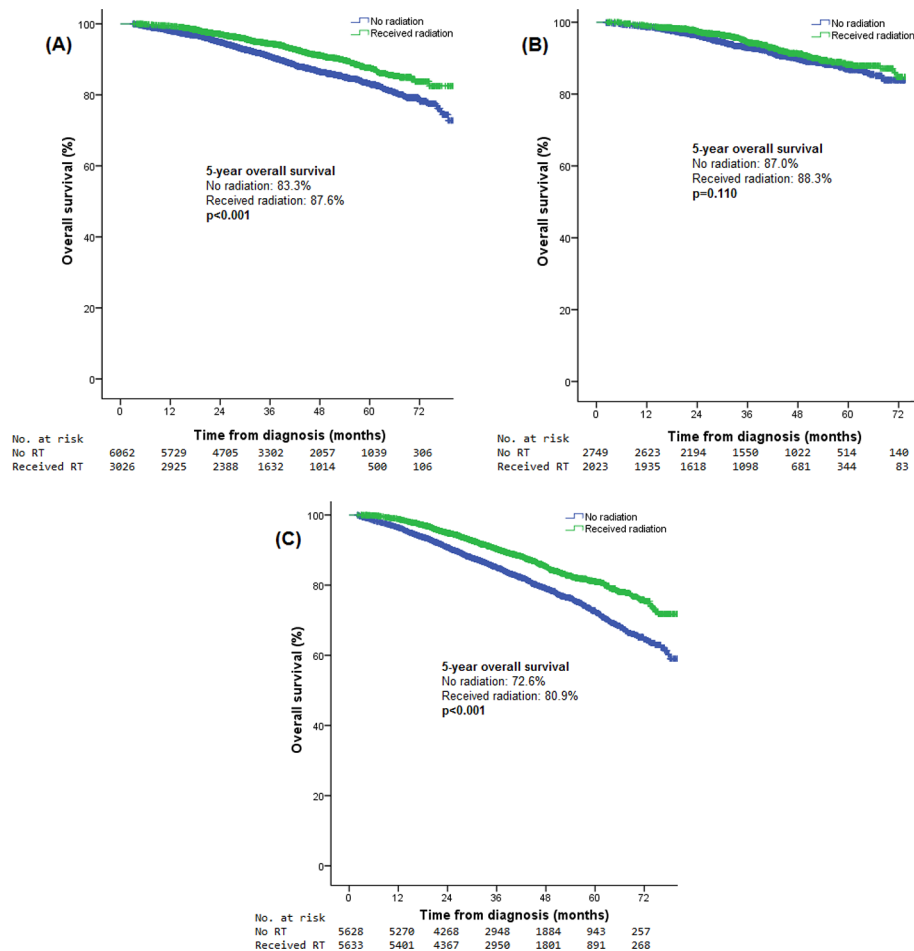 (A)
No radiation
Received radiation
100
80
60
40
20
0
Overall survival (%)
5-year overall survival
No radiation: 83.3%
Received radiation: 87.6%
p<0.001
0 12 24 36 48 60 72
Time from diagnosis (months)
No. at risk
No RT 6062 5729 4705 3302 2057 1039 306
Received RT 3026 2925 2388 1632 1014 500 106
(B)
No radiation
Received radiation
100
80
60
40
20
0
Overall survival (%)
5-year overall survival
No radiation: 87.0%
Received radiation: 88.3%
p=0.110
0 12 24 36 48 60 72
Time from diagnosis (months)
No. at risk
No RT 2749 2623 2194 1550 1022 514 140
Received RT 2023 1935 1618 1098 681 344 83
(C)
No radiation
Received radiation
100
80
60
40
20
0
Overall survival (%)
5-year overall survival
No radiation: 72.6%
Received radiation: 80.9%
p<0.001
0 12 24 36 48 60 72
Time from diagnosis (months)
No. at risk
No RT 5628 5270 4268 2948 1884 943 257
Received RT 5633 5401 4367 2950 1801 891 268